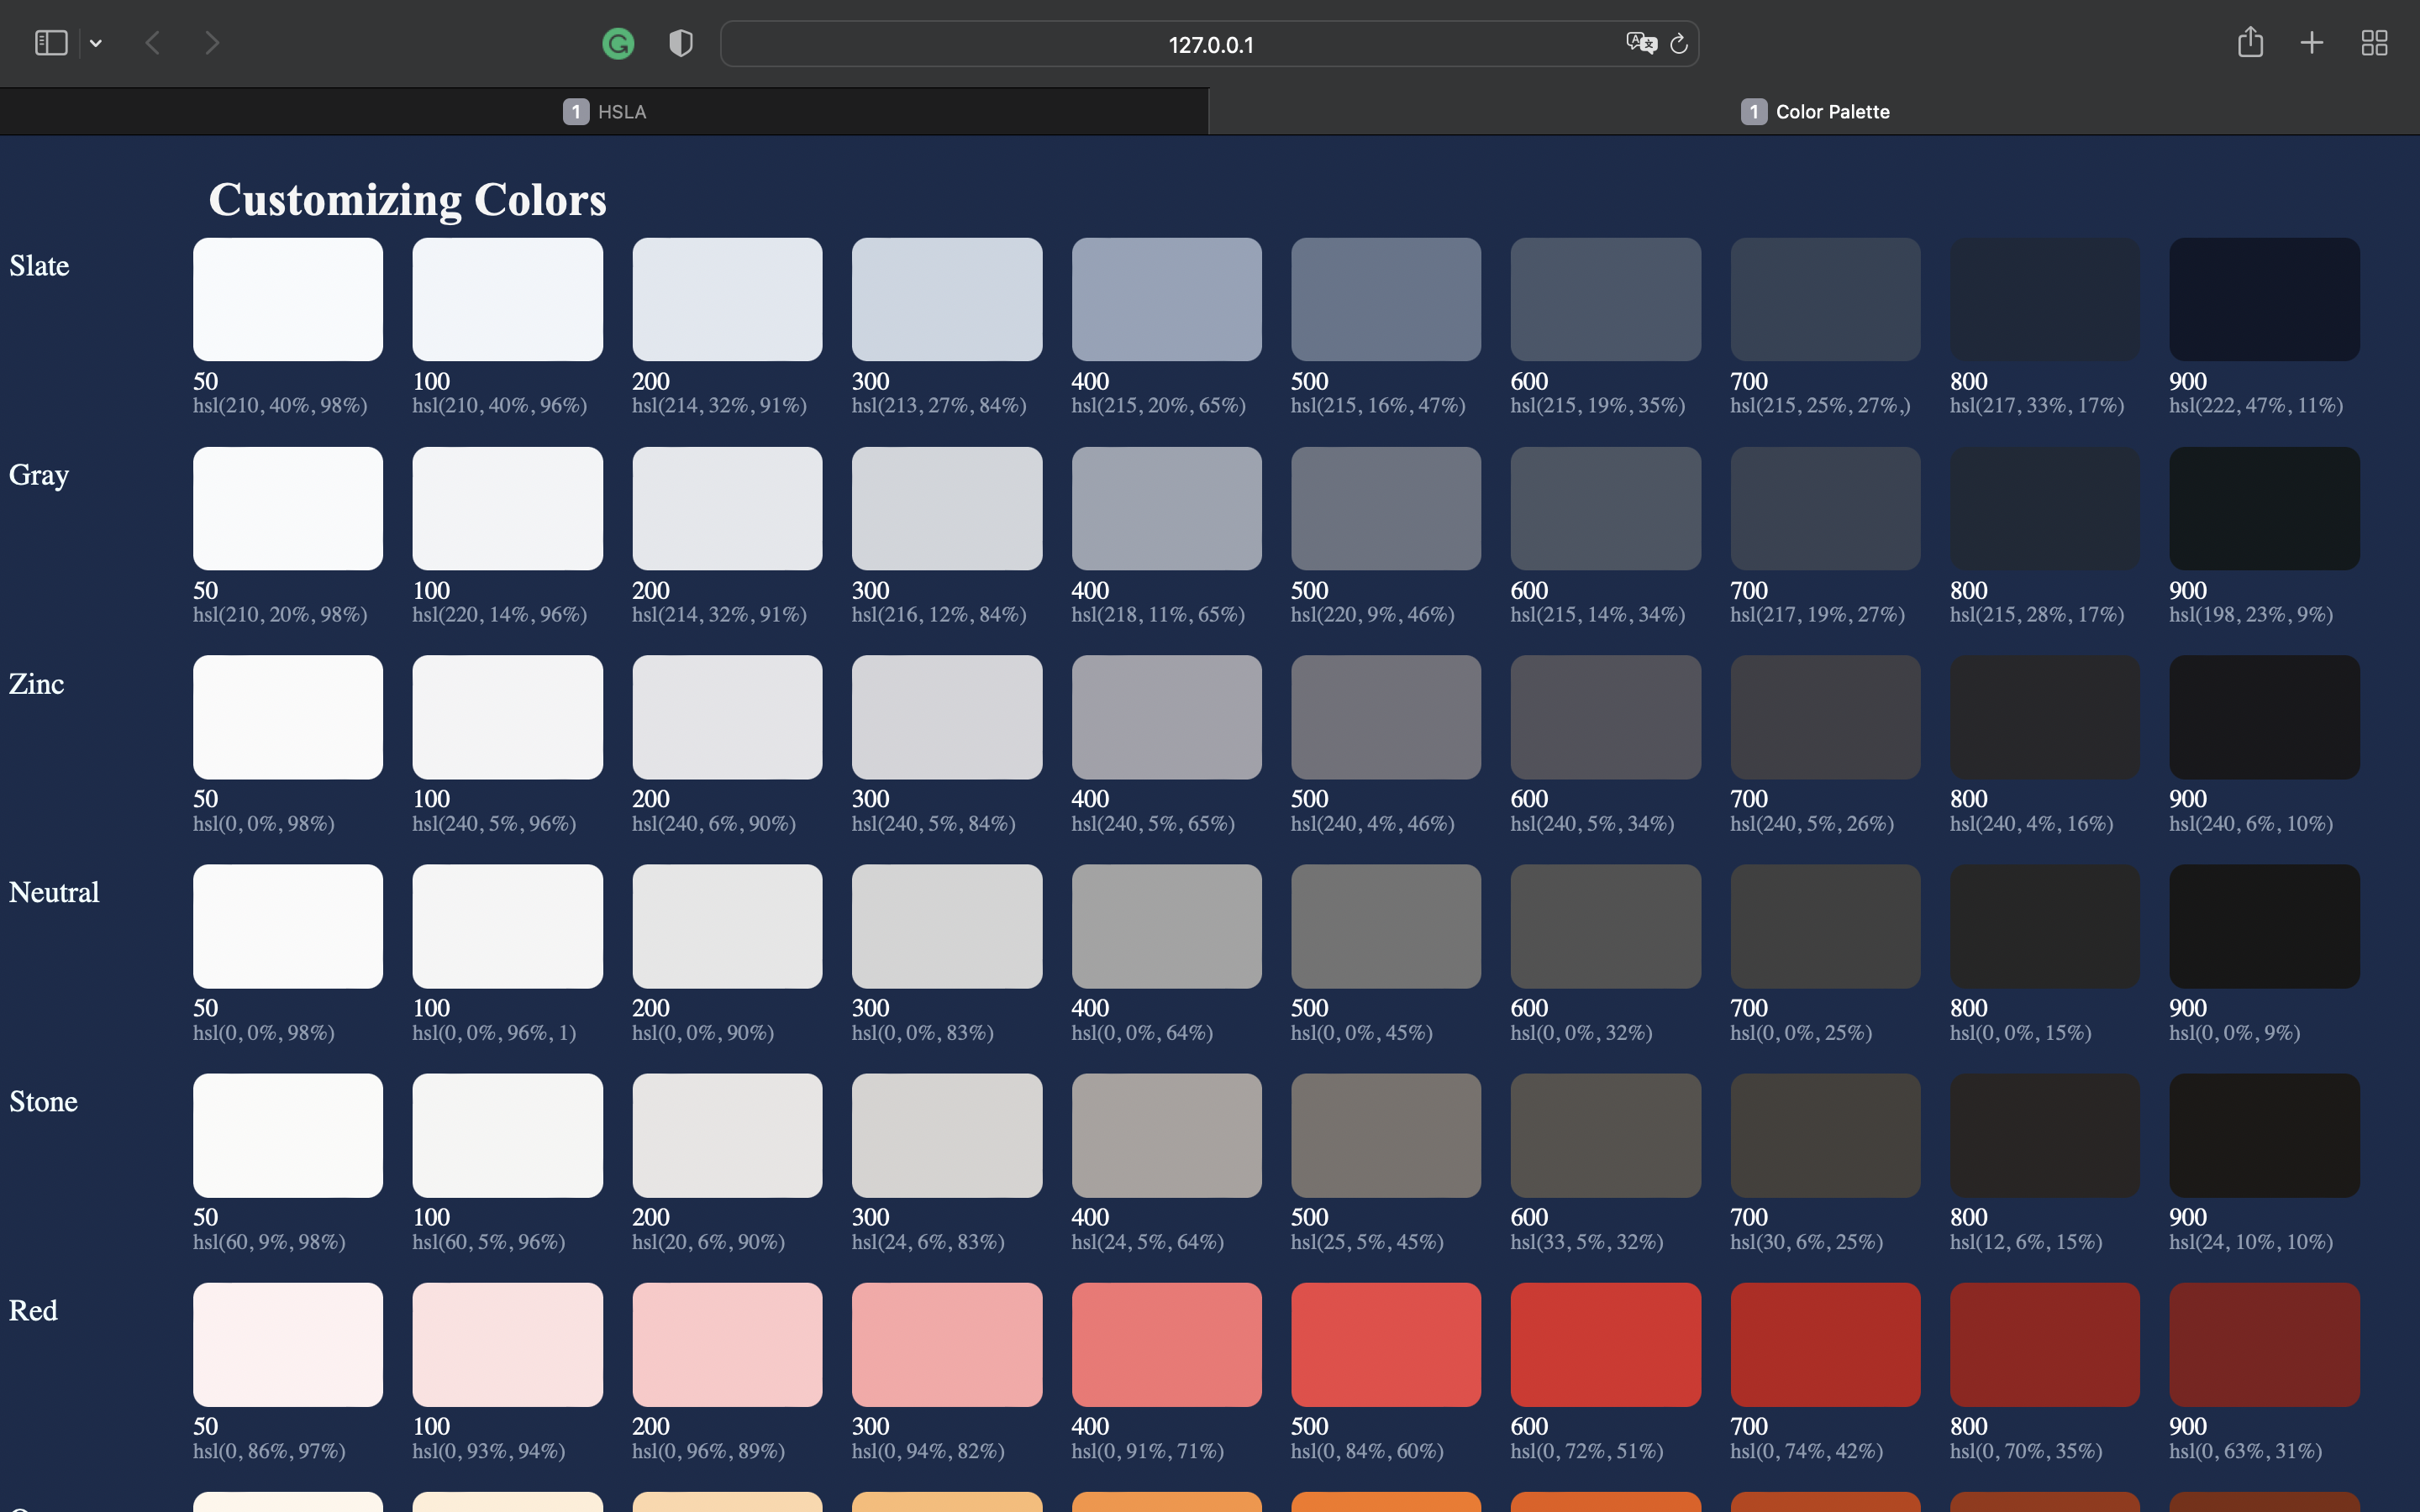 127.0.0.1
1 HSLA
1 Color Palette
Customizing Colors
Slate
50 100 200 300 400 500 600 700 800 900
hsl(210, 40%, 98%) hsl(210, 40%, 96%) hsl(214, 32%, 91%) hsl(213, 27%, 84%) hsl(215, 20%, 65%) hsl(215, 16%, 47%) hsl(215, 19%, 35%) hsl(215, 25%, 27%,) hsl(217, 33%, 17%) hsl(222, 47%, 11%)
Gray
50 100 200 300 400 500 600 700 800 900
hsl(210, 20%, 98%) hsl(220, 14%, 96%) hsl(214, 32%, 91%) hsl(216, 12%, 84%) hsl(218, 11%, 65%) hsl(220, 9%, 46%) hsl(215, 14%, 34%) hsl(217, 19%, 27%) hsl(215, 28%, 17%) hsl(198, 23%, 9%)
Zinc
50 100 200 300 400 500 600 700 800 900
hsl(0, 0%, 98%) hsl(240, 5%, 96%) hsl(240, 6%, 90%) hsl(240, 5%, 84%) hsl(240, 5%, 65%) hsl(240, 4%, 46%) hsl(240, 5%, 34%) hsl(240, 5%, 26%) hsl(240, 4%, 16%) hsl(240, 6%, 10%)
Neutral
50 100 200 300 400 500 600 700 800 900
hsl(0, 0%, 98%) hsl(0, 0%, 96%, 1) hsl(0, 0%, 90%) hsl(0, 0%, 83%) hsl(0, 0%, 64%) hsl(0, 0%, 45%) hsl(0, 0%, 32%) hsl(0, 0%, 25%) hsl(0, 0%, 15%) hsl(0, 0%, 9%)
Stone
50 100 200 300 400 500 600 700 800 900
hsl(60, 9%, 98%) hsl(60, 5%, 96%) hsl(20, 6%, 90%) hsl(24, 6%, 83%) hsl(24, 5%, 64%) hsl(25, 5%, 45%) hsl(33, 5%, 32%) hsl(30, 6%, 25%) hsl(12, 6%, 15%) hsl(24, 10%, 10%)
Red
50 100 200 300 400 500 600 700 800 900
hsl(0, 86%, 97%) hsl(0, 93%, 94%) hsl(0, 96%, 89%) hsl(0, 94%, 82%) hsl(0, 91%, 71%) hsl(0, 84%, 60%) hsl(0, 72%, 51%) hsl(0, 74%, 42%) hsl(0, 70%, 35%) hsl(0, 63%, 31%)